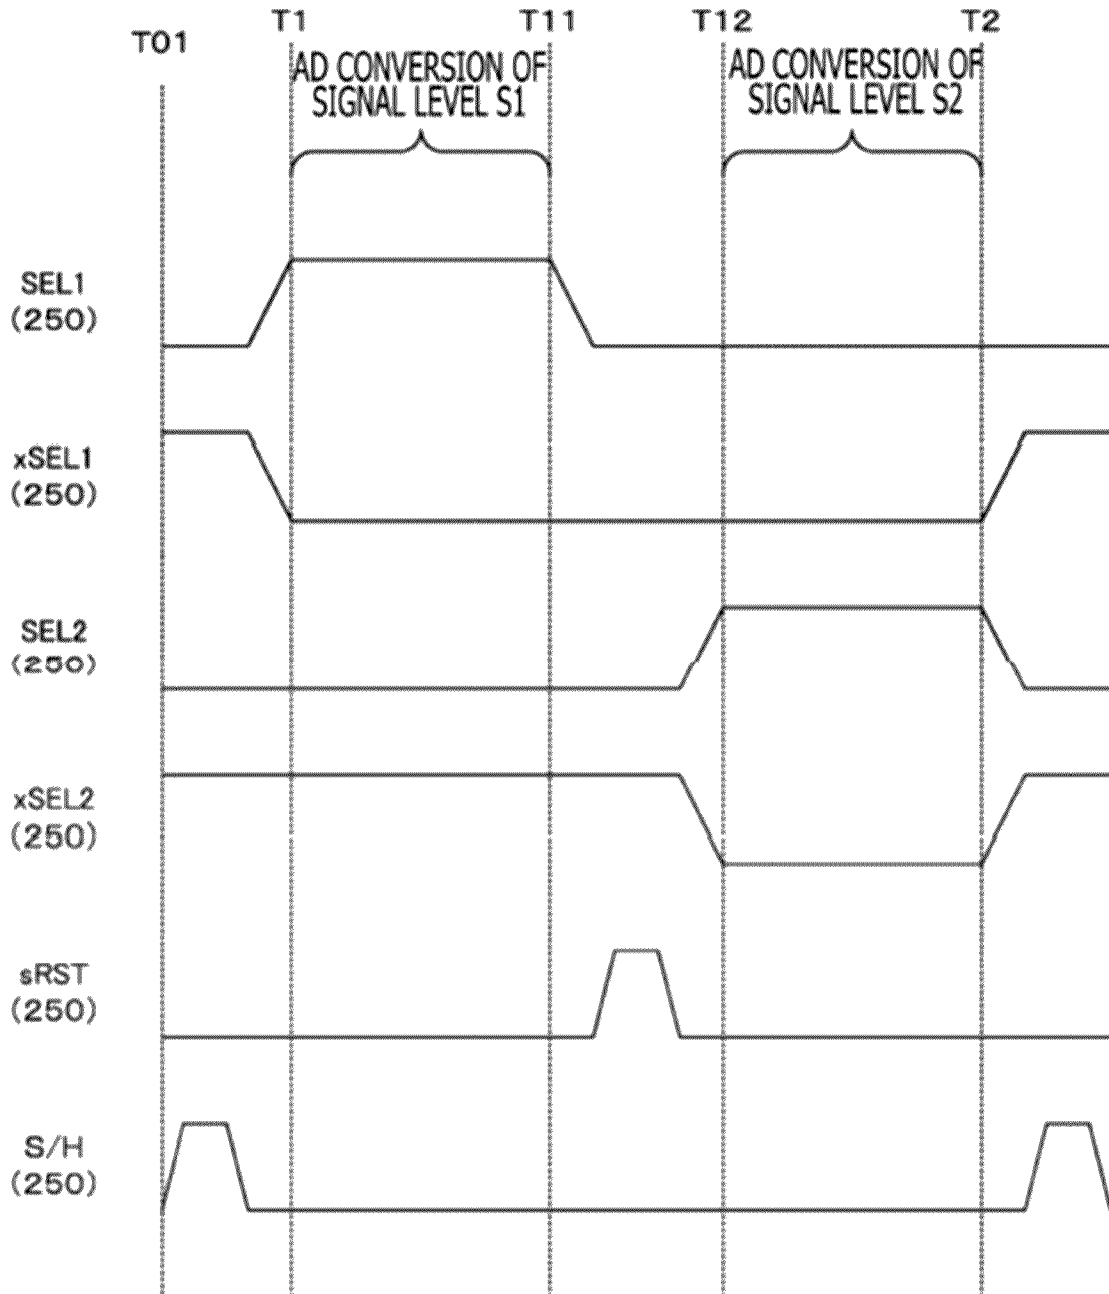 T01
T1
T11
T12
T2
AD CONVERSION OF
SIGNAL LEVEL S1
AD CONVERSION OF
SIGNAL LEVEL S2
SEL1
(250)
xSEL1
(250)
SEL2
(250)
xSEL2
(250)
sRST
(250)
S/H
(250)